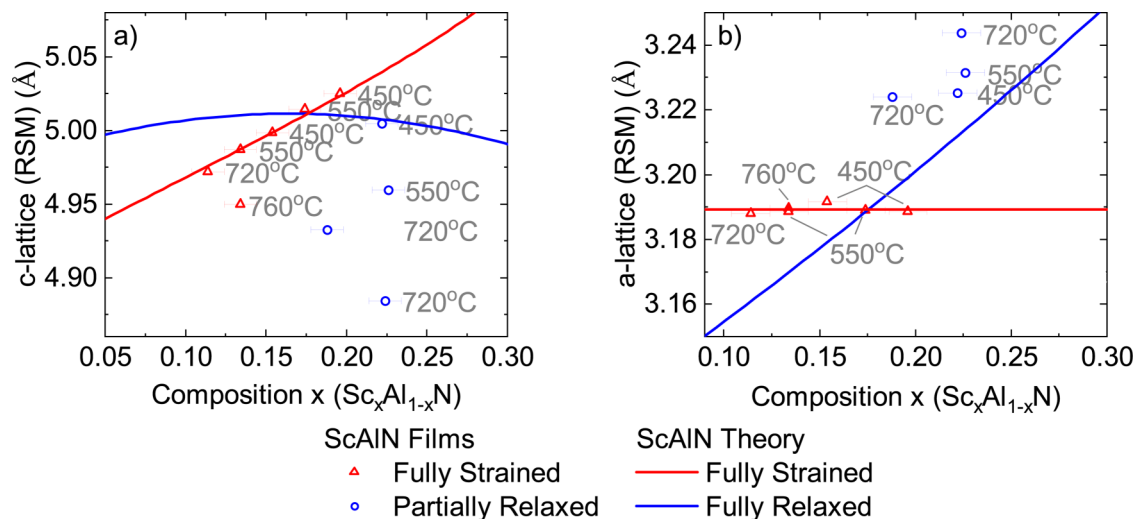 a)
c-lattice (RSM) (Å)
5.05
5.00
4.95
4.90
450°C
550°C
450°C
450°C
550°C
720°C
760°C
550°C
720°C
720°C
0.05 0.10 0.15 0.20 0.25 0.30
Composition x (ScₓAl₁₋ₓN)
b)
a-lattice (RSM) (Å)
3.24
3.22
3.20
3.18
3.16
720°C
550°C
450°C
720°C
760°C
450°C
720°C
550°C
0.10 0.15 0.20 0.25 0.30
Composition x (ScₓAl₁₋ₓN)
ScAlN Films
Fully Strained
Partially Relaxed
ScAlN Theory
Fully Strained
Fully Relaxed